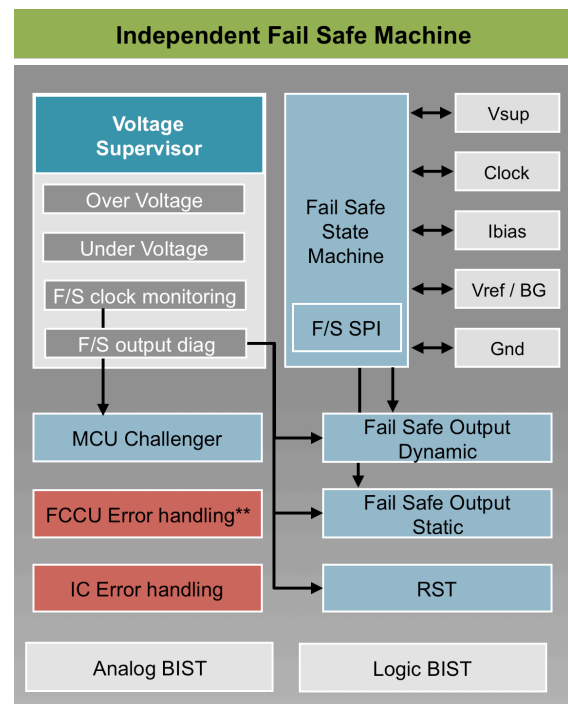 Independent Fail Safe Machine
Voltage
Supervisor
Over Voltage
Under Voltage
F/S clock monitoring
F/S output diag
Fail Safe
State
Machine
F/S SPI
Vsup
Clock
Ibias
Vref / BG
Gnd
MCU Challenger
Fail Safe Output
Dynamic
FCCU Error handling**
Fail Safe Output
Static
IC Error handling
RST
Analog BIST
Logic BIST